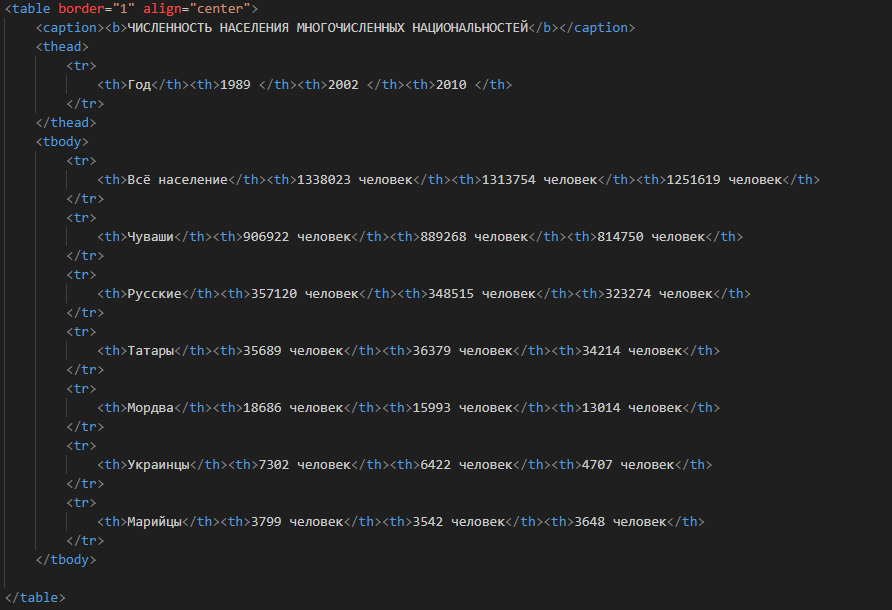 <table border="1" align="center">
<caption><b>ЧИСЛЕННОСТЬ НАСЕЛЕНИЯ МНОГОЧИСЛЕННЫХ НАЦИОНАЛЬНОСТЕЙ</b></caption>
<thead>
<tr>
<th>Год</th><th>1989 </th><th>2002 </th><th>2010 </th>
</tr>
</thead>
<tbody>
<tr>
<th>Всё население</th><th>1338023 человек</th><th>1313754 человек</th><th>1251619 человек</th>
</tr>
<tr>
<th>Чуваши</th><th>906922 человек</th><th>889268 человек</th><th>814750 человек</th>
</tr>
<tr>
<th>Русские</th><th>357120 человек</th><th>348515 человек</th><th>323274 человек</th>
</tr>
<tr>
<th>Татары</th><th>35689 человек</th><th>36379 человек</th><th>34214 человек</th>
</tr>
<tr>
<th>Мордва</th><th>18686 человек</th><th>15993 человек</th><th>13014 человек</th>
</tr>
<tr>
<th>Украинцы</th><th>7302 человек</th><th>6422 человек</th><th>4707 человек</th>
</tr>
<tr>
<th>Марийцы</th><th>3799 человек</th><th>3542 человек</th><th>3648 человек</th>
</tr>
</tbody>
</table>